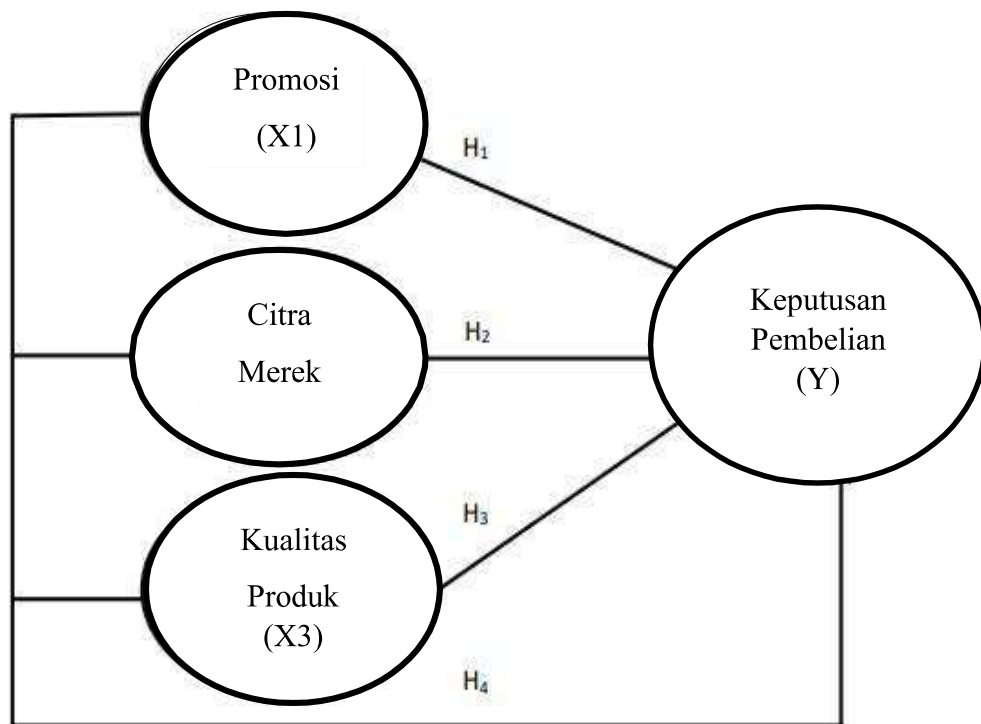 Promosi
(X1)
H₁
Citra
Merek
H₂
Keputusan
Pembelian
(Y)
Kualitas
Produk
(X3)
H₃
H₄